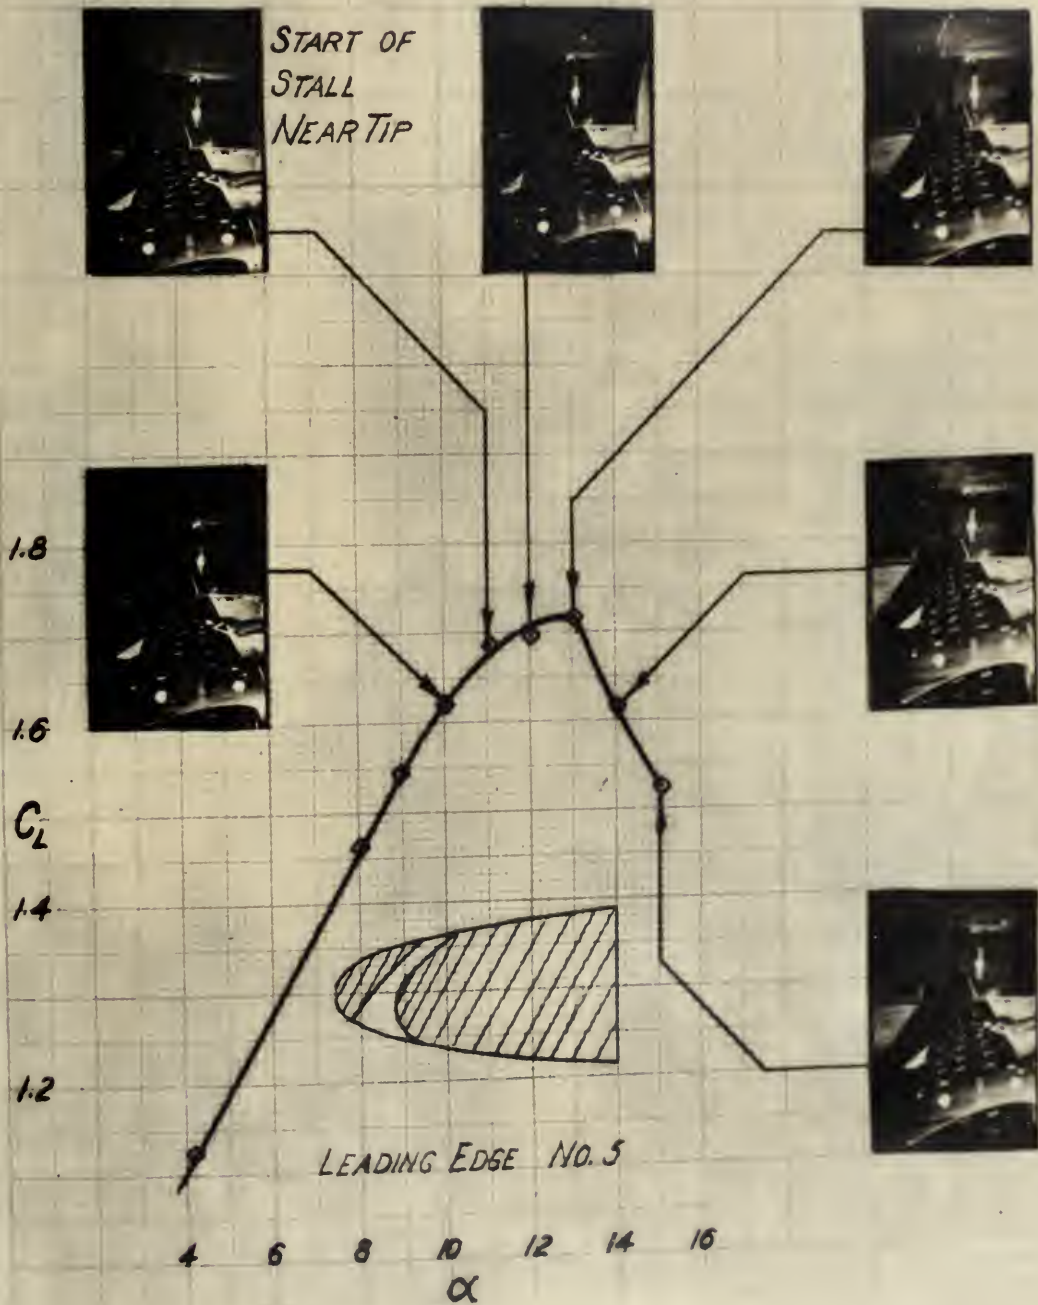 START OF
STALL
NEAR TIP
1.8
1.6
C_L
1.4
1.2
LEADING EDGE NO. 5
4 6 8 10 12 14 16
α